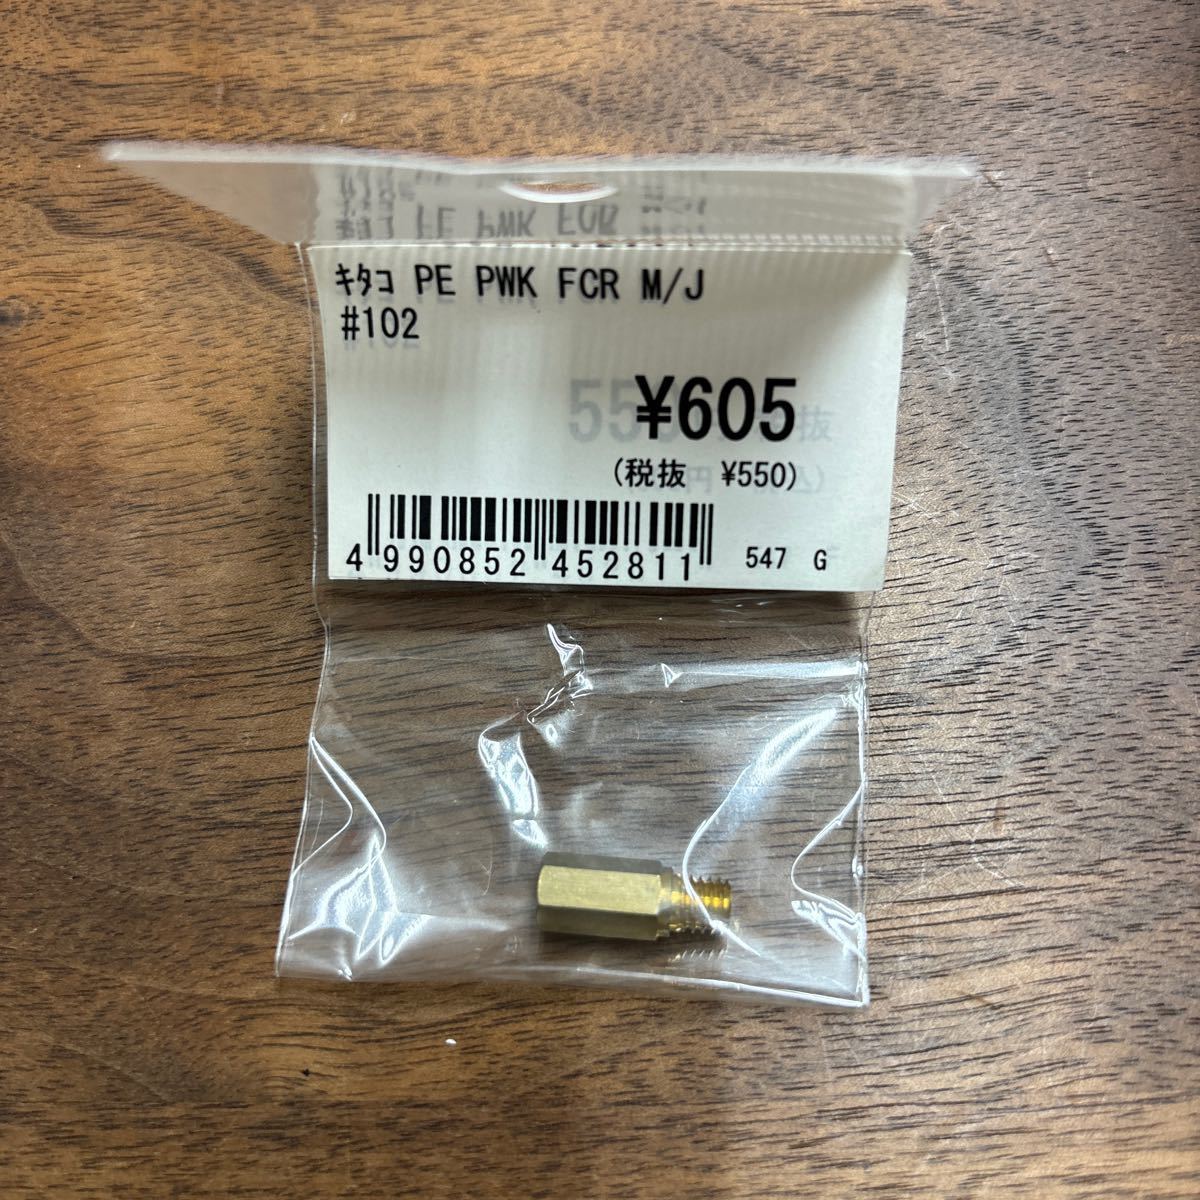 ｷﾀｺ PE PWK FCR M/J
#102
¥605
(税抜 ¥550)
4 990852 452811 547 G